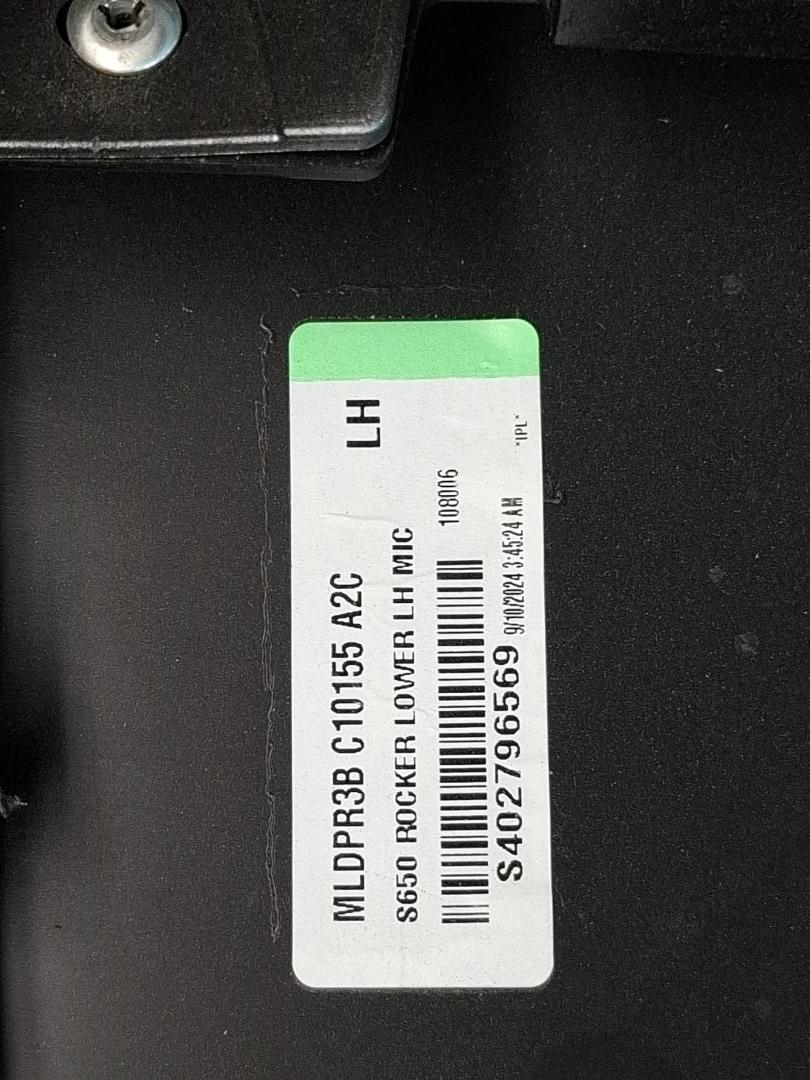 LH
MLDPR3B C10155 A2C
S650 ROCKER LOWER LH MIC
108006
S402796569
9/10/2024 3:45:24 AM
*IPL*